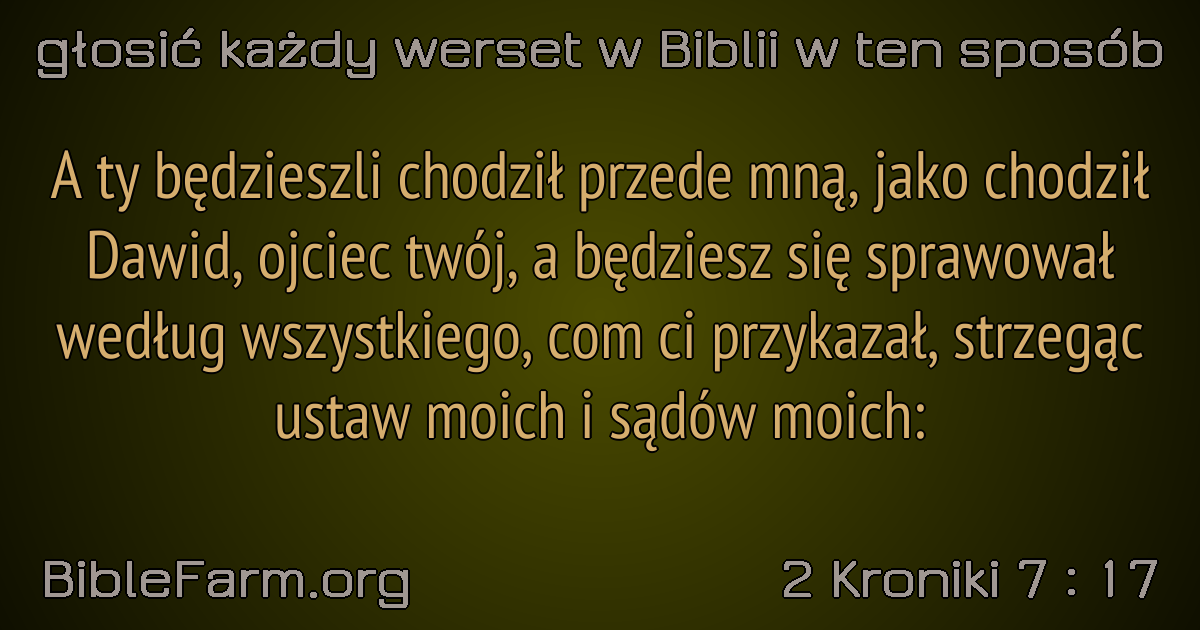 głosić każdy werset w Biblii w ten sposób
A ty będzieszli chodził przede mną, jako chodził
Dawid, ojciec twój, a będziesz się sprawował
według wszystkiego, com ci przykazał, strzegąc
ustaw moich i sądów moich:
BibleFarm.org
2 Kroniki 7 : 17